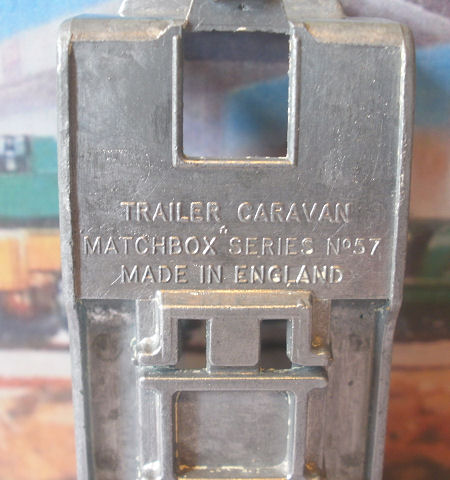 TRAILER CARAVAN
"MATCHBOX" SERIES Nº57
MADE IN ENGLAND